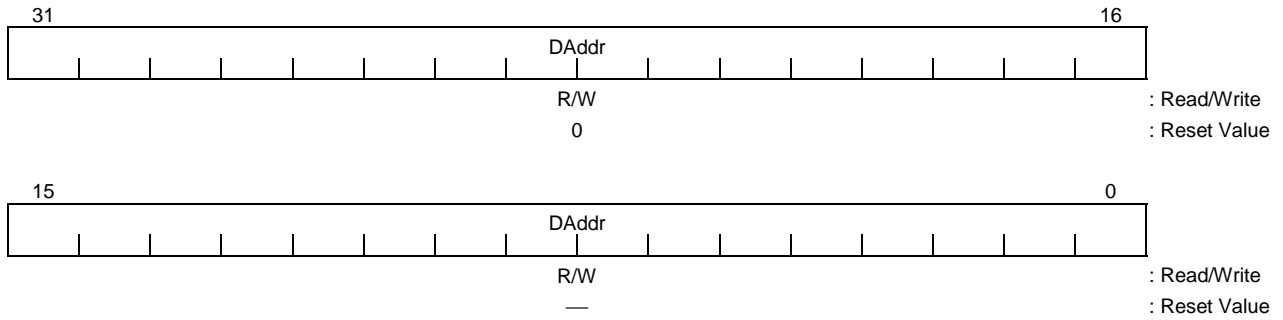 31 16
DAddr
R/W : Read/Write
0 : Reset Value
15 0
DAddr
R/W : Read/Write
— : Reset Value